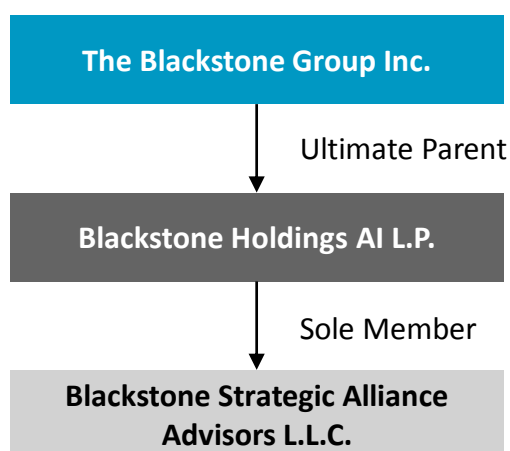 The Blackstone Group Inc.
Ultimate Parent
Blackstone Holdings AI L.P.
Sole Member
Blackstone Strategic Alliance
Advisors L.L.C.